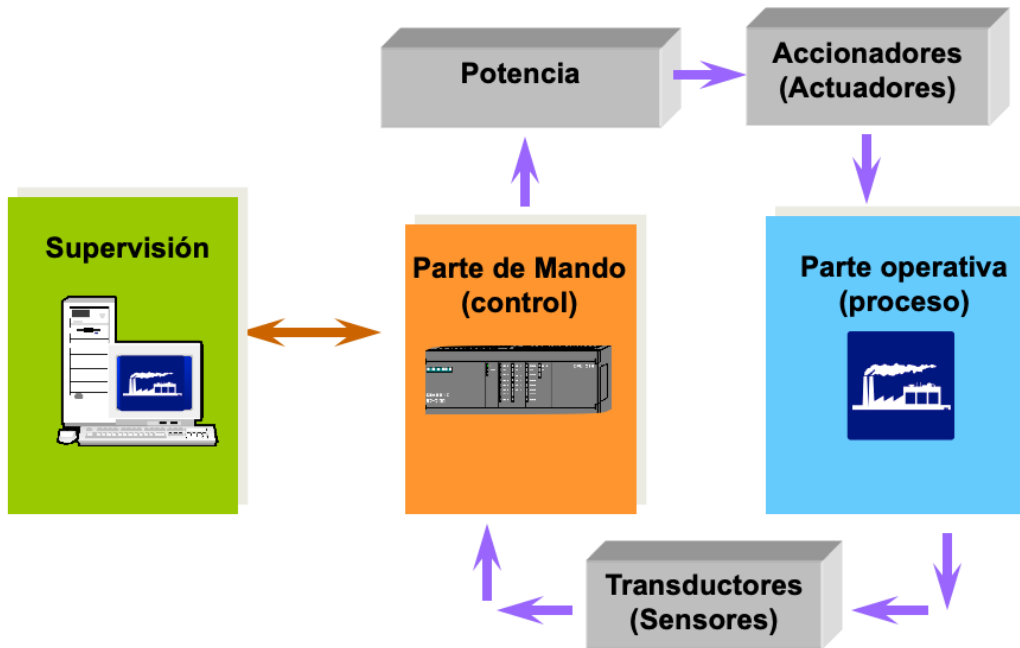 Potencia
Accionadores
(Actuadores)
Supervisión
Parte de Mando
(control)
Parte operativa
(proceso)
Transductores
(Sensores)